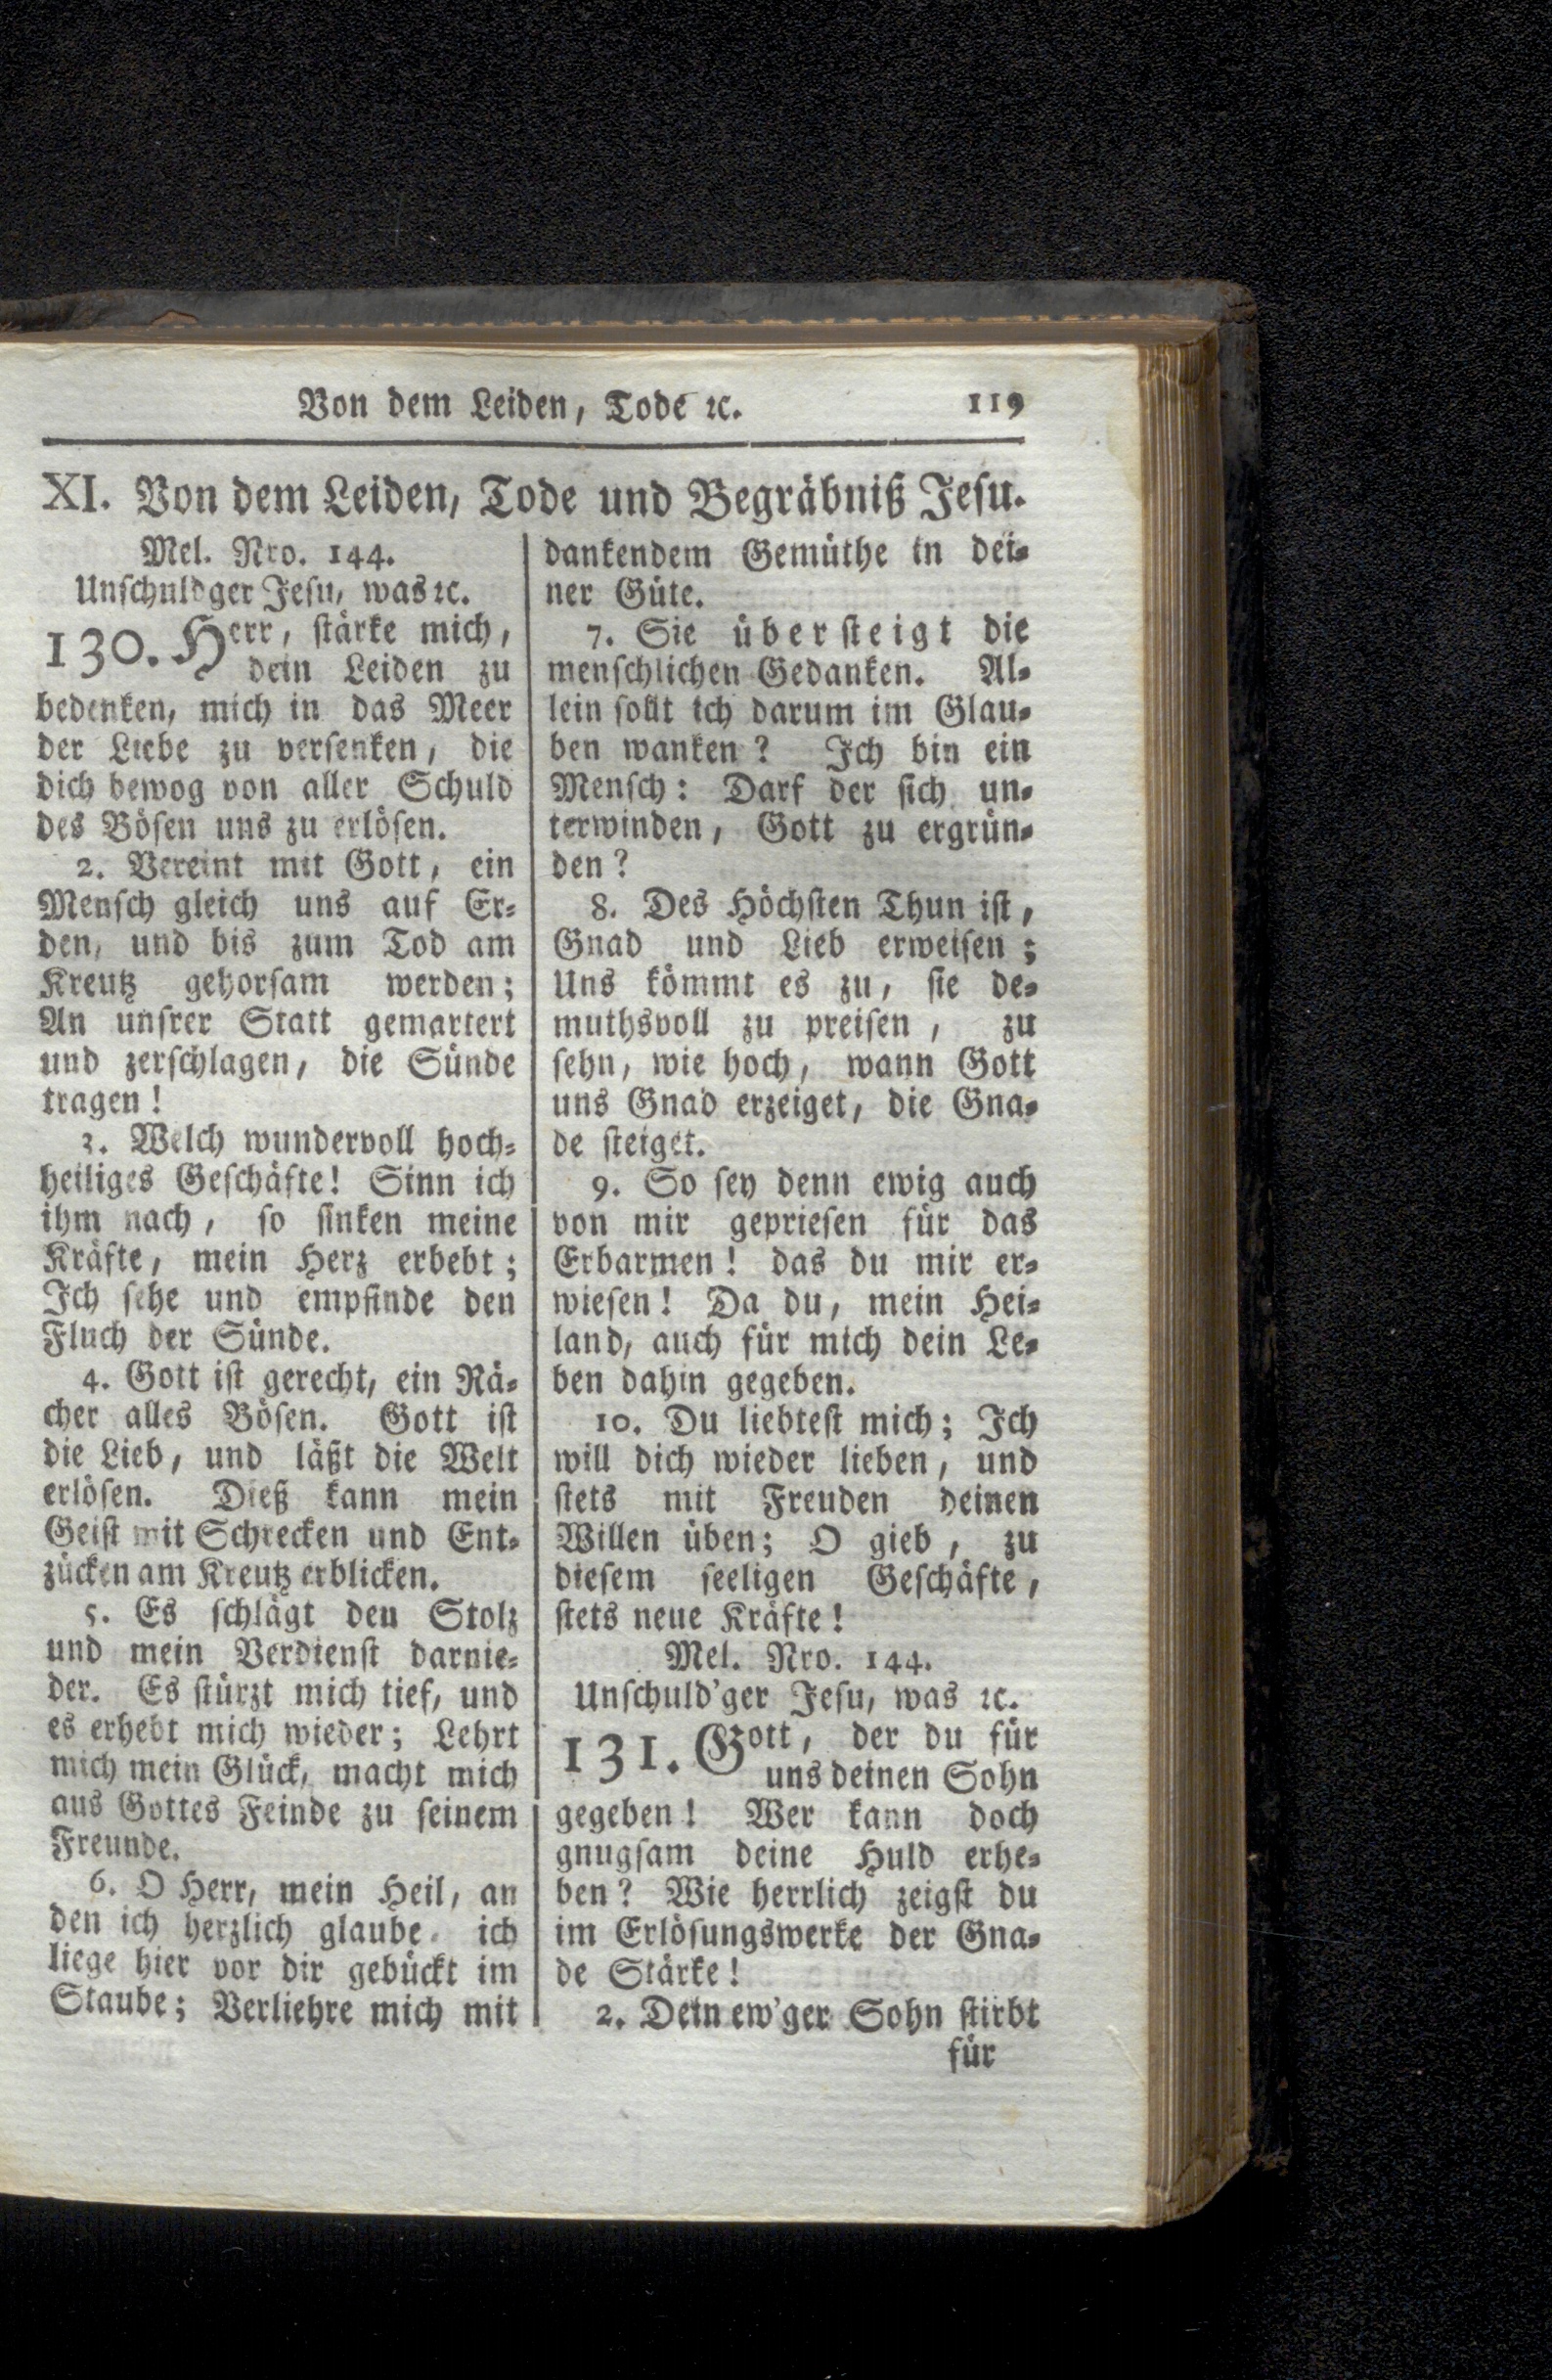 Von dem Leiden, Tode ꝛc. 119
XI. Von dem Leiden, Tode und Begräbniß Jeſu.
Mel. Nro. 144.
Unſchuldger Jeſu, was ꝛc.
130. Herr, ſtärke mich,
dein Leiden zu
bedenken, mich in das Meer
der Liebe zu verſenken, die
dich bewog von aller Schuld
des Böſen uns zu erlöſen.
2. Vereint mit Gott, ein
Menſch gleich uns auf Er-
den, und bis zum Tod am
Kreutz gehorſam werden;
An unſrer Statt gemartert
und zerſchlagen, die Sünde
tragen!
3. Welch wundervoll hoch-
heiliges Geſchäfte! Sinn ich
ihm nach, ſo ſinken meine
Kräfte, mein Herz erbebt;
Ich ſehe und empfinde den
Fluch der Sünde.
4. Gott iſt gerecht, ein Rä-
cher alles Böſen. Gott iſt
die Lieb, und läßt die Welt
erlöſen. Dieß kann mein
Geiſt mit Schrecken und Ent-
zücken am Kreutz erblicken.
5. Es ſchlägt den Stolz
und mein Verdienſt darnie-
der. Es ſtürzt mich tief, und
es erhebt mich wieder; Lehrt
mich mein Glück, macht mich
aus Gottes Feinde zu ſeinem
Freunde.
6. O Herr, mein Heil, an
den ich herzlich glaube, ich
liege hier vor dir gebückt im
Staube; Verliehre mich mit
dankendem Gemüthe in dei-
ner Güte.
7. Sie überſteigt die
menſchlichen Gedanken. Al-
lein ſollt ich darum im Glau-
ben wanken? Ich bin ein
Menſch: Darf der ſich un-
terwinden, Gott zu ergrün-
den?
8. Des Höchſten Thun iſt,
Gnad und Lieb erweiſen;
Uns kömmt es zu, ſie de-
muthsvoll zu preiſen, zu
ſehn, wie hoch, wann Gott
uns Gnad erzeiget, die Gna-
de ſteiget.
9. So ſey denn ewig auch
von mir geprieſen für das
Erbarmen! das du mir er-
wieſen! Da du, mein Hei-
land, auch für mich dein Le-
ben dahin gegeben.
10. Du liebteſt mich; Ich
will dich wieder lieben, und
ſtets mit Freuden deinen
Willen üben; O gieb, zu
dieſem ſeeligen Geſchäfte,
ſtets neue Kräfte!
Mel. Nro. 144.
Unſchuld'ger Jeſu, was ꝛc.
131. Gott, der du für
uns deinen Sohn
gegeben! Wer kann doch
gnugſam deine Huld erhe-
ben? Wie herrlich zeigſt du
im Erlöſungswerke der Gna-
de Stärke!
2. Dein ew'ger Sohn ſtirbt
für